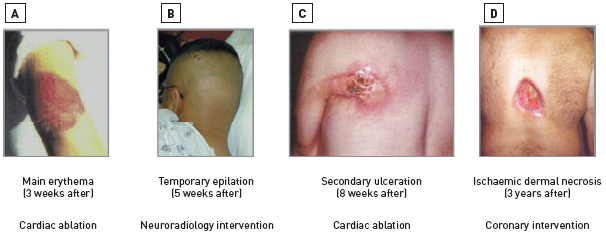 A
B
C
D
Main erythema
(3 weeks after)
Cardiac ablation
Temporary epilation
(5 weeks after)
Neuroradiology intervention
Secondary ulceration
(8 weeks after)
Cardiac ablation
Ischaemic dermal necrosis
(3 years after)
Coronary intervention